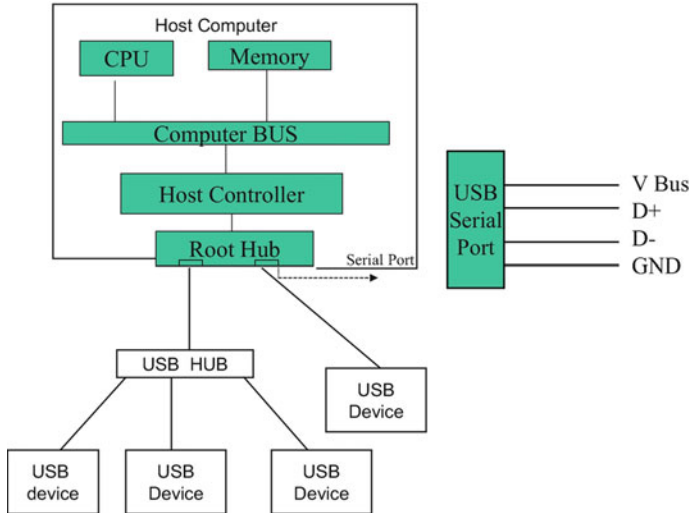 Host Computer
CPU
Memory
Computer BUS
Host Controller
Root Hub
Serial Port
USB
Serial
Port
V Bus
D+
D-
GND
USB HUB
USB
Device
USB
device
USB
Device
USB
Device